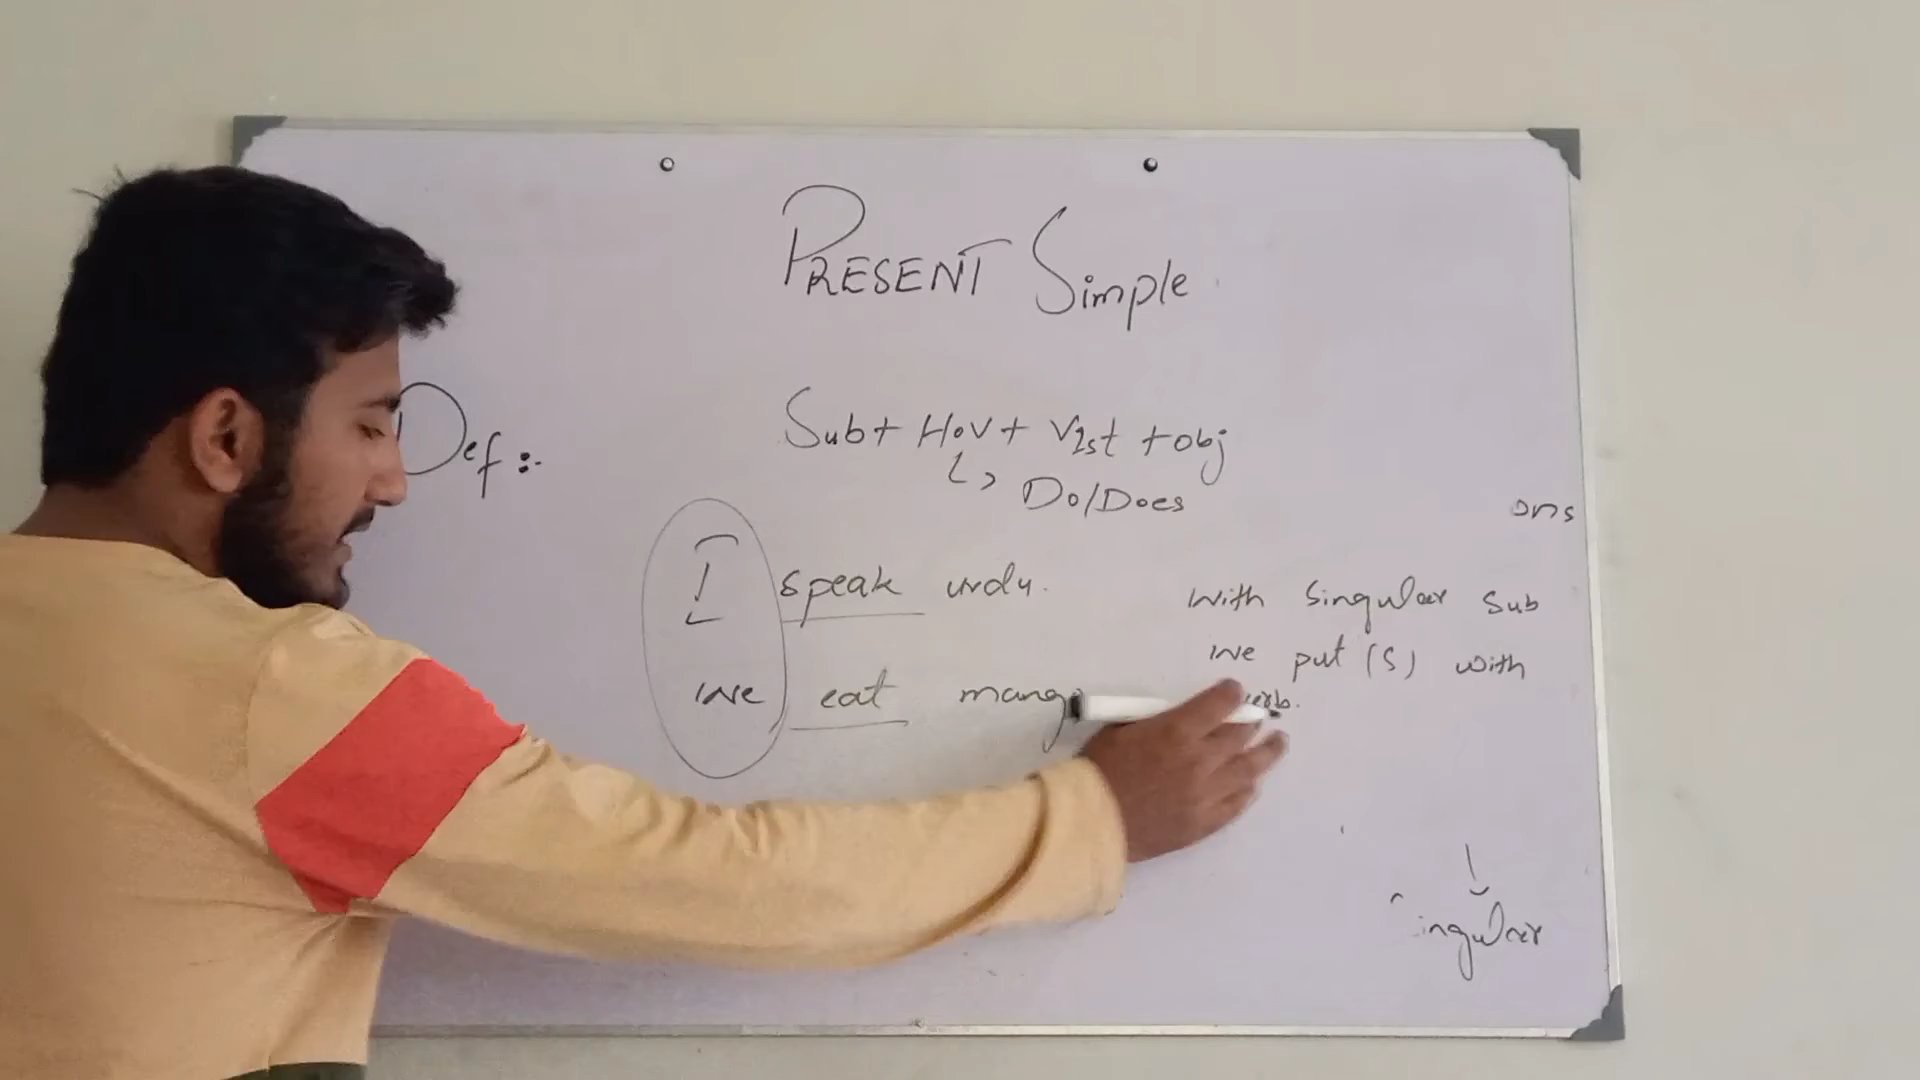 PRESENT Simple
Def :-
Sub + HoV + V1st + obj
Do/Does
ons
I speak urdu.
we eat
with Singular Sub
we put (S) with